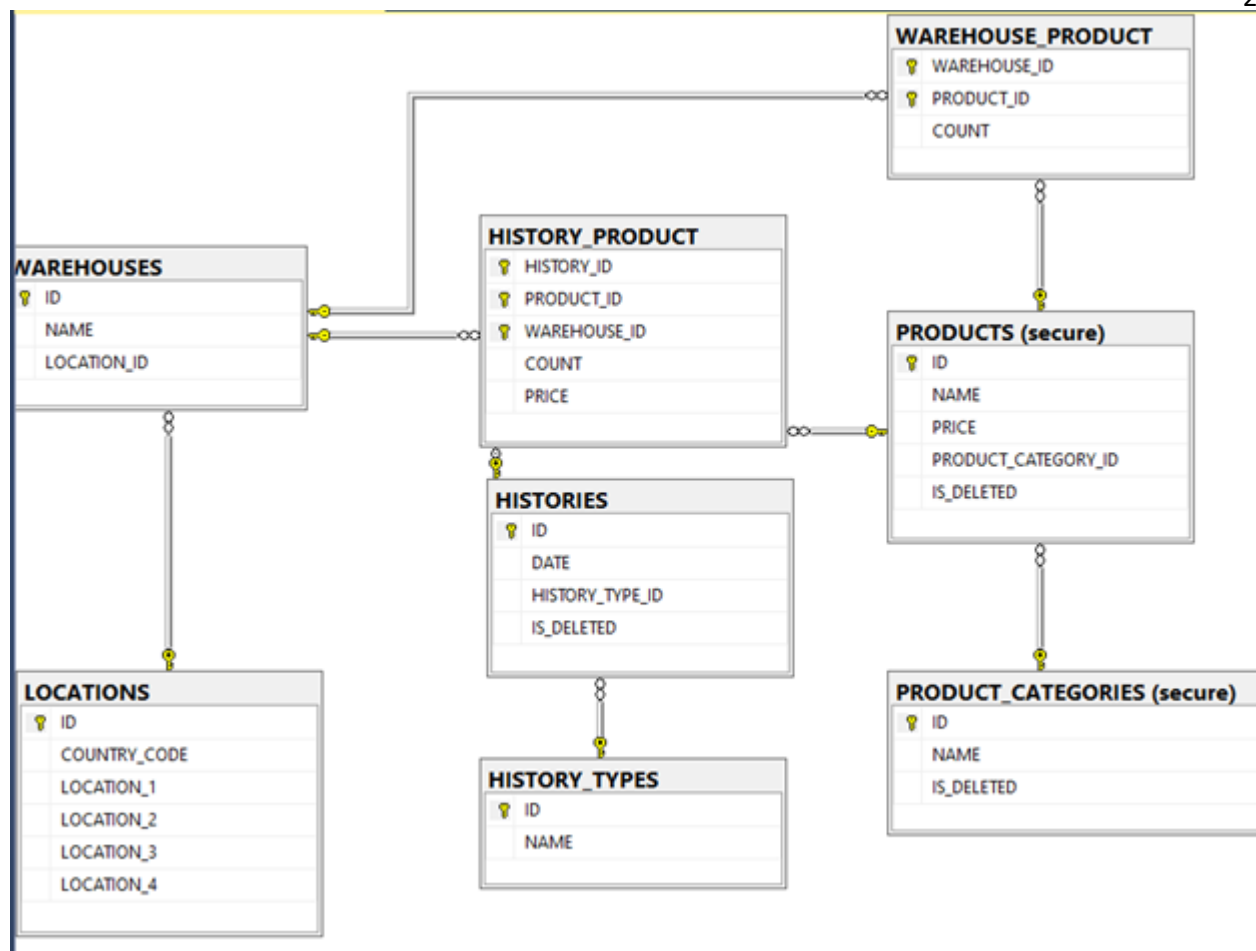 WAREHOUSE_PRODUCT
WAREHOUSE_ID
PRODUCT_ID
COUNT
HISTORY_PRODUCT
HISTORY_ID
PRODUCT_ID
WAREHOUSE_ID
COUNT
PRICE
WAREHOUSES
ID
NAME
LOCATION_ID
PRODUCTS (secure)
ID
NAME
PRICE
PRODUCT_CATEGORY_ID
IS_DELETED
HISTORIES
ID
DATE
HISTORY_TYPE_ID
IS_DELETED
LOCATIONS
ID
COUNTRY_CODE
LOCATION_1
LOCATION_2
LOCATION_3
LOCATION_4
HISTORY_TYPES
ID
NAME
PRODUCT_CATEGORIES (secure)
ID
NAME
IS_DELETED